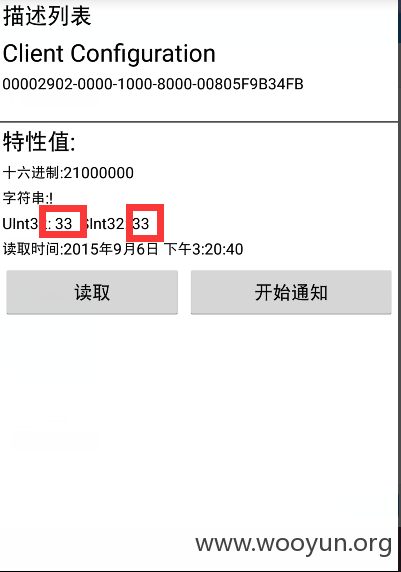 描述列表
Client Configuration
00002902-0000-1000-8000-00805F9B34FB
特性值:
十六进制:21000000
字符串:!
UInt32: 33 SInt32:33
读取时间:2015年9月6日 下午3:20:40
读取 开始通知
www.wooyun.org